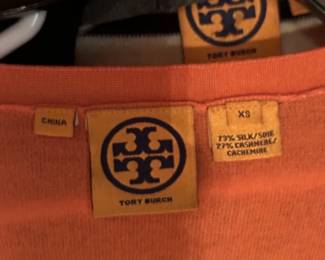 TORY BURCH
CHINA
TORY BURCH
XS
73% SILK/SOIE
27% CASHMERE/
CACHEMIRE